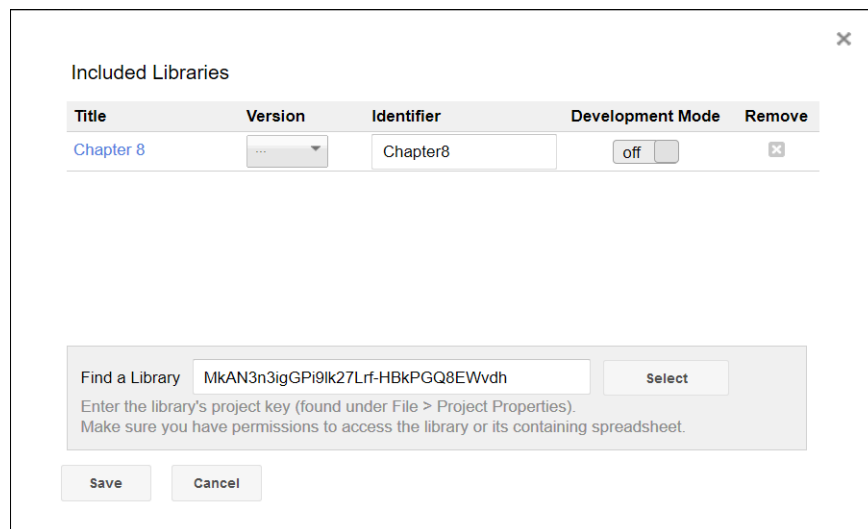 Included Libraries
Title Version Identifier Development Mode Remove
Chapter 8 ... Chapter8 off
Find a Library MkAN3n3igGPi9lk27Lrf-HBkPGQ8EWvdh Select
Enter the library's project key (found under File > Project Properties).
Make sure you have permissions to access the library or its containing spreadsheet.
Save Cancel